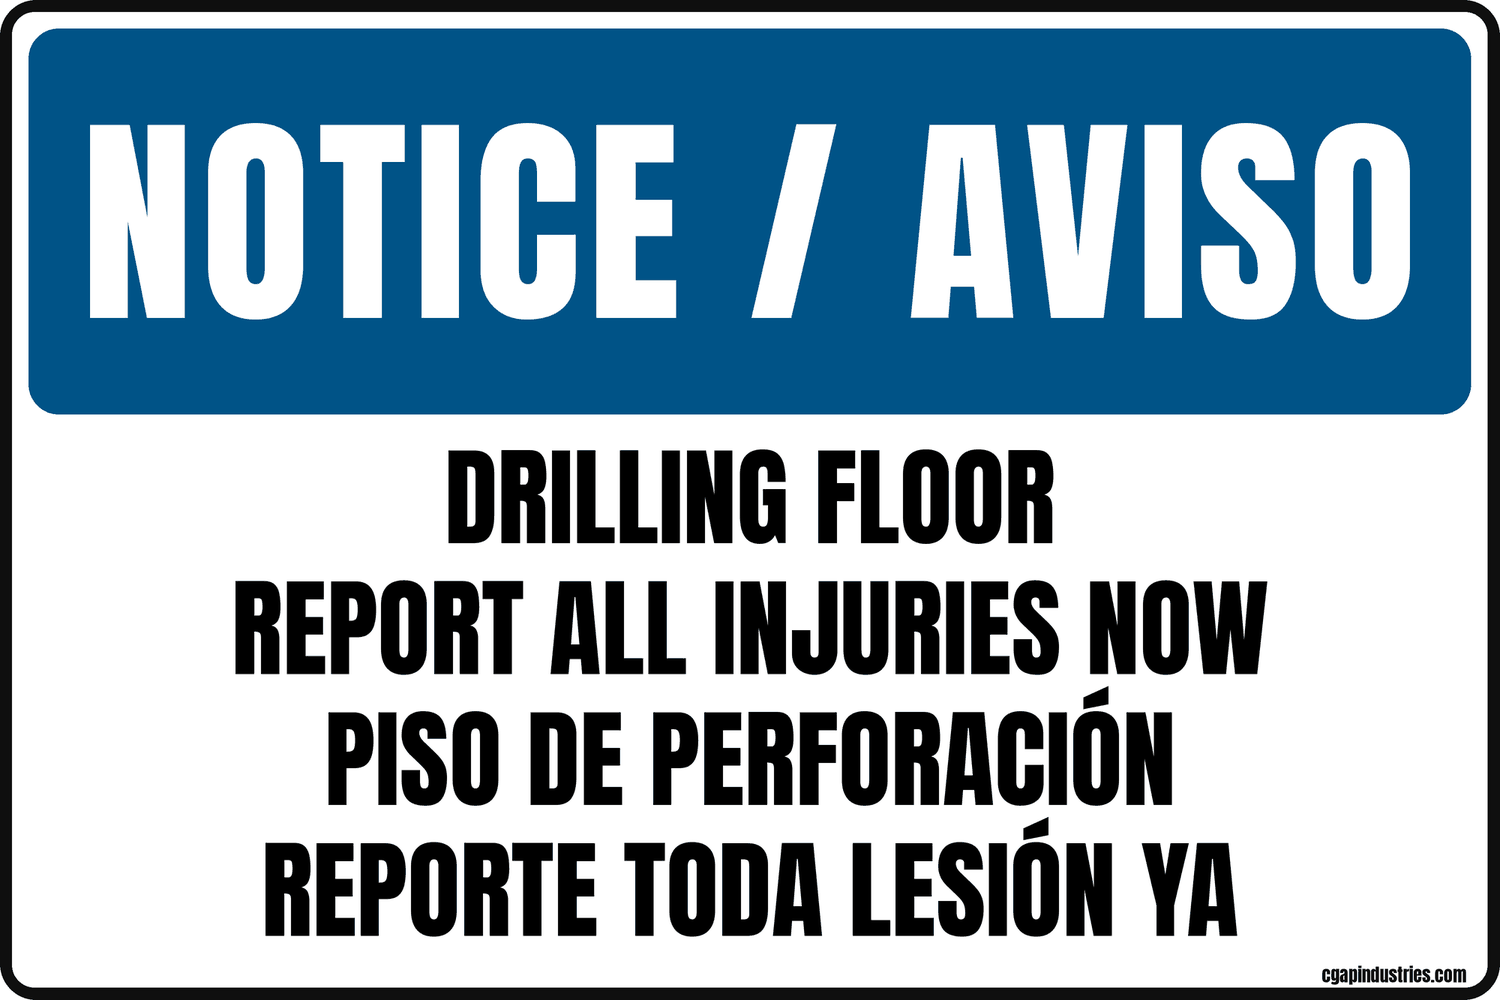 NOTICE / AVISO
DRILLING FLOOR
REPORT ALL INJURIES NOW
PISO DE PERFORACIÓN
REPORTE TODA LESIÓN YA
cgapindustries.com